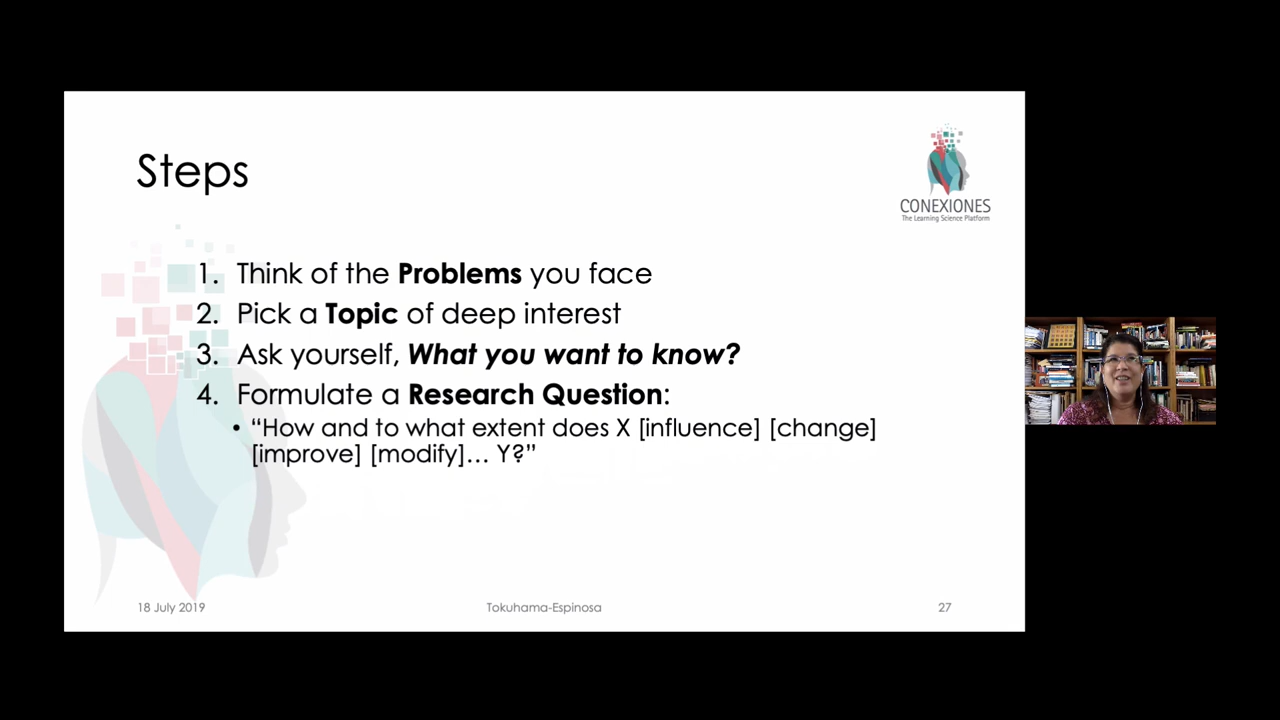 Steps
CONEXIONES
The Learning Science Platform
1. Think of the Problems you face
2. Pick a Topic of deep interest
3. Ask yourself, What you want to know?
4. Formulate a Research Question:
• “How and to what extent does X [influence] [change]
[improve] [modify]… Y?”
18 July 2019
Tokuhama-Espinosa
27